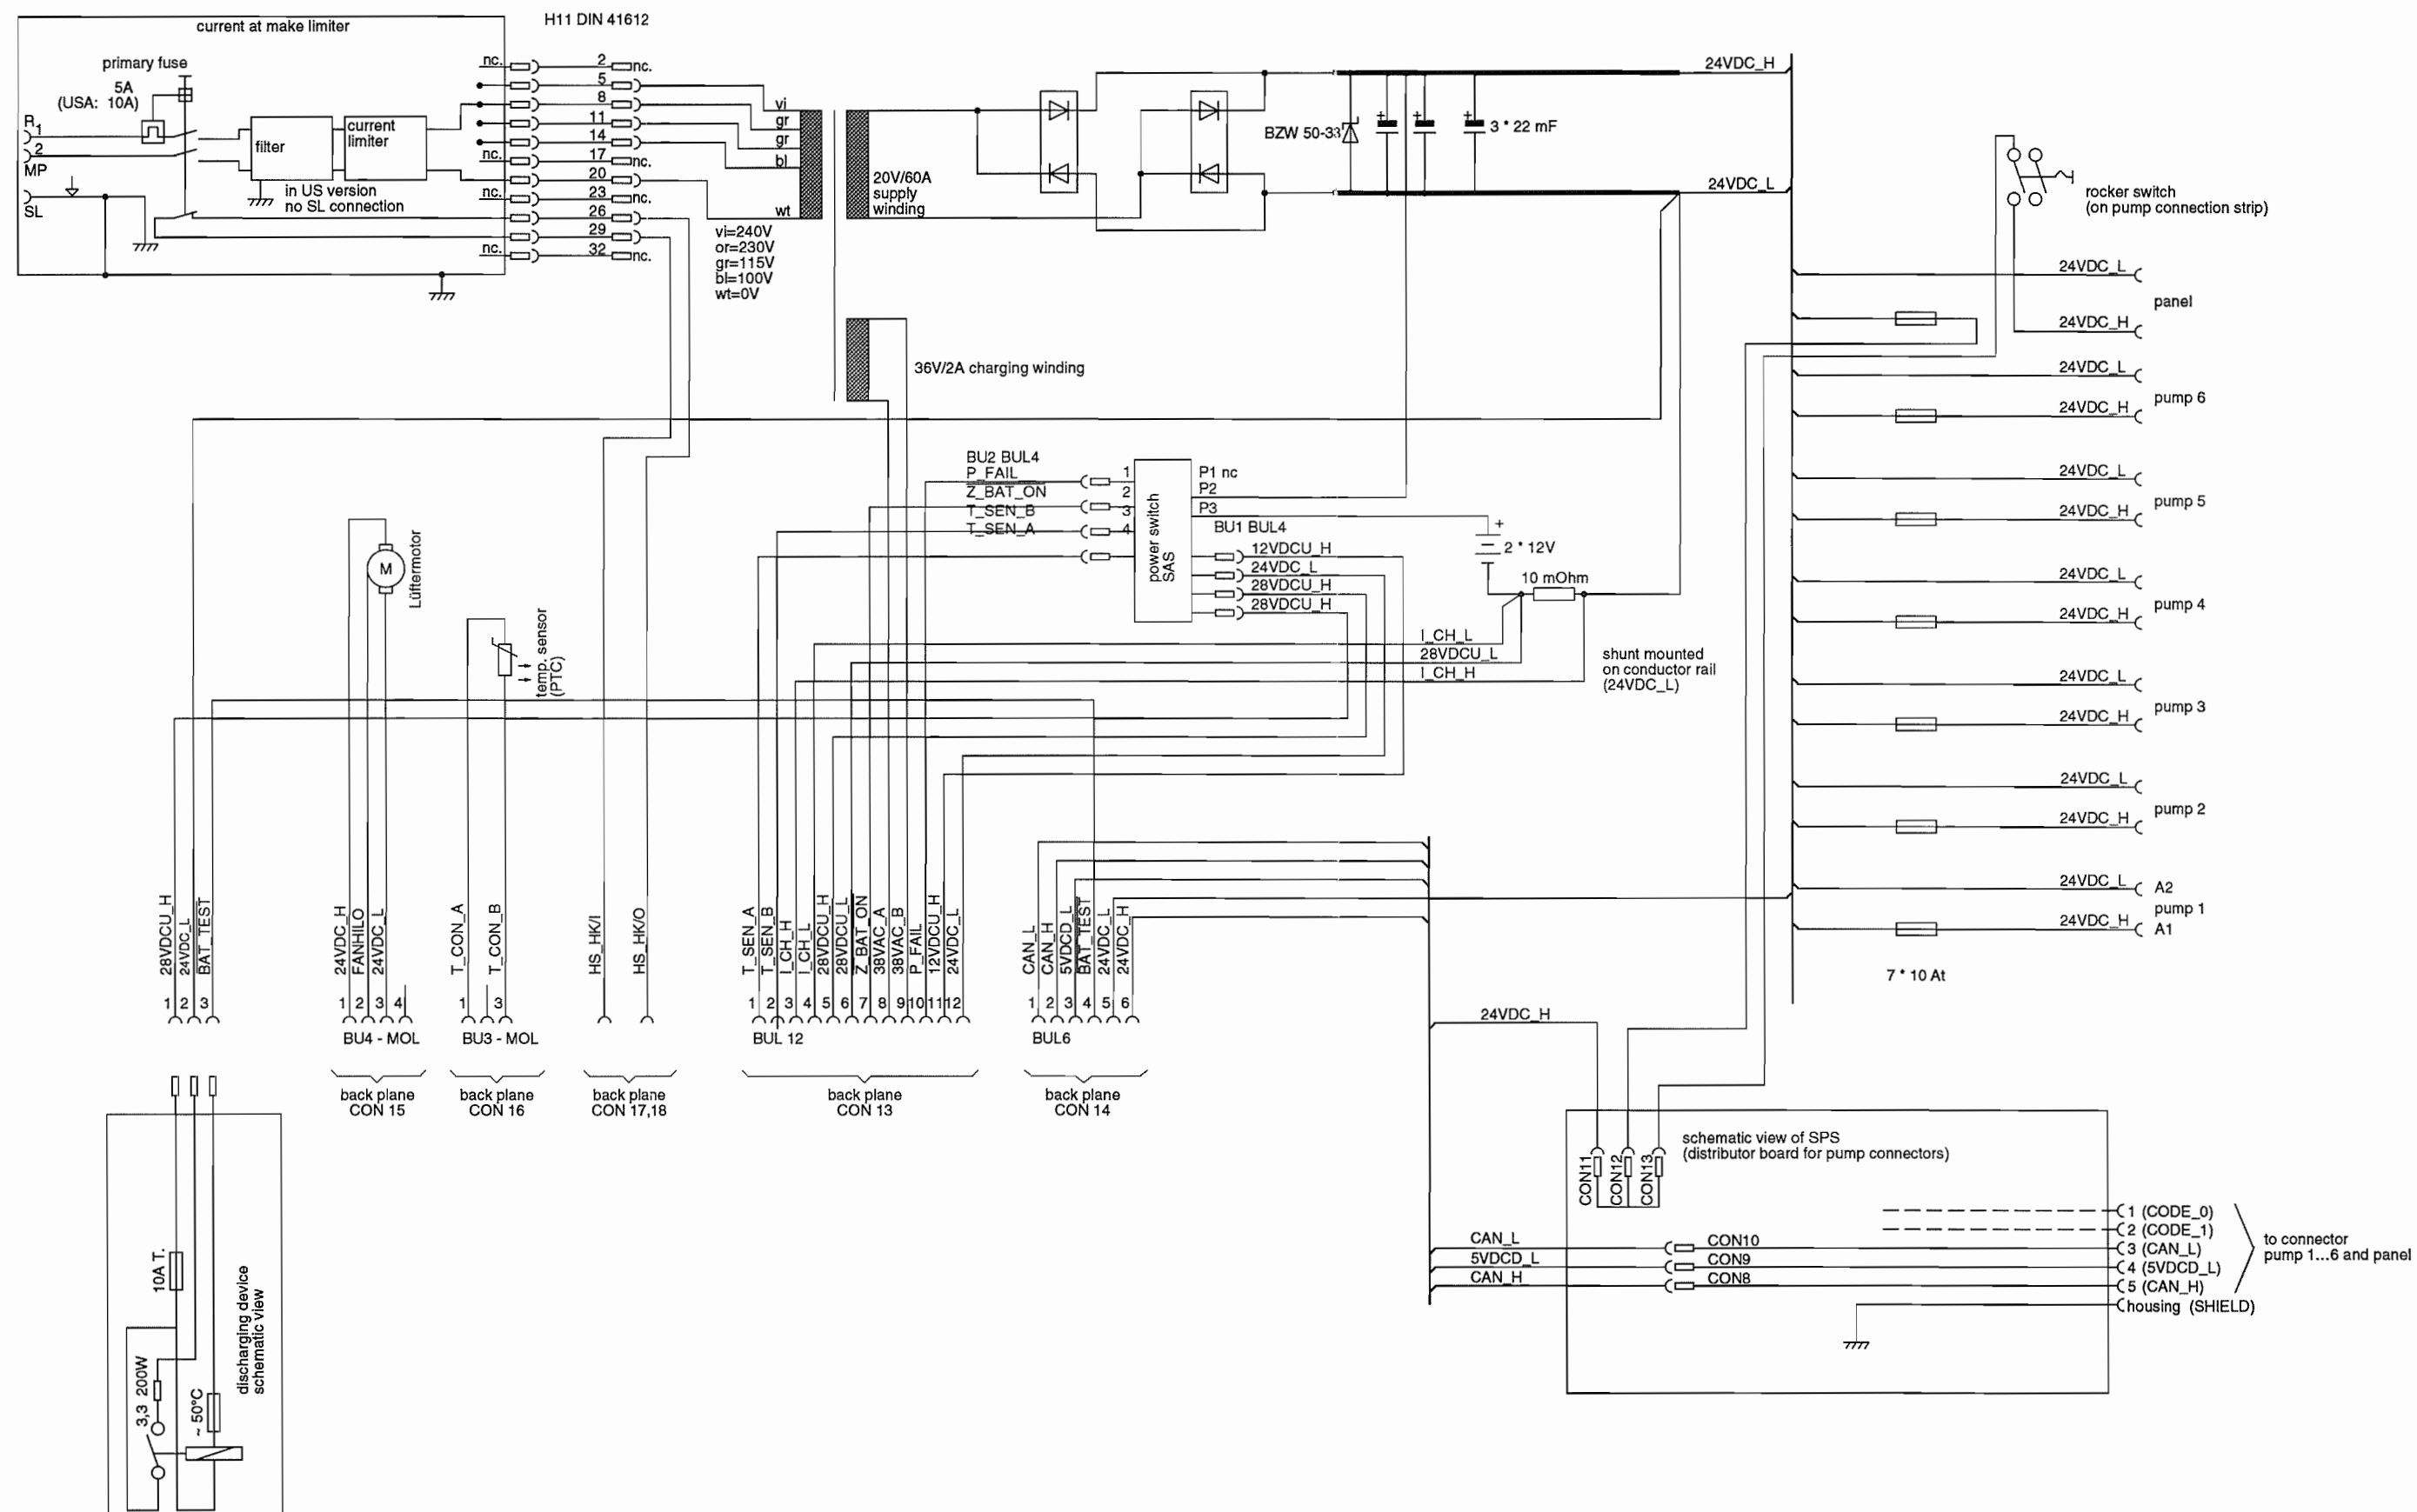 current at make limiter
H11 DIN 41612
primary fuse
5A
(USA: 10A)
R
1
2
MP
SL
filter
current
limiter
in US version
no SL connection
nc. 2 nc.
5
8
11
14
nc. 17 nc.
20
nc. 23 nc.
26
29
nc. 32 nc.
vi
gr
gr
bl
wt
vi=240V
or=230V
gr=115V
bl=100V
wt=0V
20V/60A
supply
winding
36V/2A charging winding
BZW 50-33
+
+
+
3 * 22 mF
24VDC_H
24VDC_L
rocker switch
(on pump connection strip)
24VDC_L
panel
24VDC_H
24VDC_L
pump 6
24VDC_H
24VDC_L
pump 5
24VDC_H
24VDC_L
pump 4
24VDC_H
24VDC_L
pump 3
24VDC_H
24VDC_L
pump 2
24VDC_H
24VDC_L A2
pump 1
24VDC_H A1
7 * 10 At
BU2 BUL4
P_FAIL
Z_BAT_ON
T_SEN_B
T_SEN_A
1
2
3
4
power switch
SAS
P1 nc
P2
P3
BU1 BUL4
12VDCU_H
24VDC_L
28VDCU_H
28VDCU_H
+
2 * 12V
10 mOhm
I_CH_L
28VDCU_L
I_CH_H
shunt mounted
on conductor rail
(24VDC_L)
M
Lüftermotor
temp. sensor
(PTC)
28VDCU_H
24VDC_L
BAT_TEST
1 2 3
24VDC_H
FANHILO
24VDC_L
1 2 3 4
BU4 - MOL
back plane
CON 15
T_CON_A
T_CON_B
1 3
BU3 - MOL
back plane
CON 16
HS_HK/I
HS_HK/O
back plane
CON 17,18
T_SEN_A
T_SEN_B
I_CH_H
I_CH_L
28VDCU_H
28VDCU_L
Z_BAT_ON
38VAC_A
38VAC_B
P_FAIL
12VDCU_H
24VDC_L
1 2 3 4 5 6 7 8 9 10 11 12
BUL 12
back plane
CON 13
CAN_L
CAN_H
5VDCD_L
BAT_TEST
24VDC_L
24VDC_H
1 2 3 4 5 6
BUL6
back plane
CON 14
24VDC_H
schematic view of SPS
(distributor board for pump connectors)
CON11
CON12
CON13
CAN_L
5VDCD_L
CAN_H
CON10
CON9
CON8
1 (CODE_0)
2 (CODE_1)
3 (CAN_L)
4 (5VDCD_L)
5 (CAN_H)
housing (SHIELD)
to connector
pump 1...6 and panel
10A T.
3,3 200W
~ 50°C
discharging device
schematic view